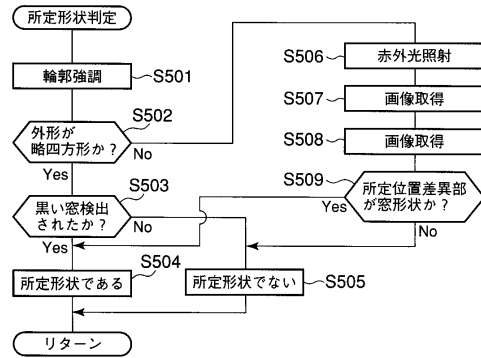 所定形状判定
輪郭強調
S501
外形が
略四方形か？
S502
Yes
No
黒い窓検出
されたか？
S503
Yes
No
所定形状である
S504
所定形状でない
S505
リターン
S506
赤外光照射
S507
画像取得
S508
画像取得
S509
所定位置差異部
が窓形状か？
Yes
No